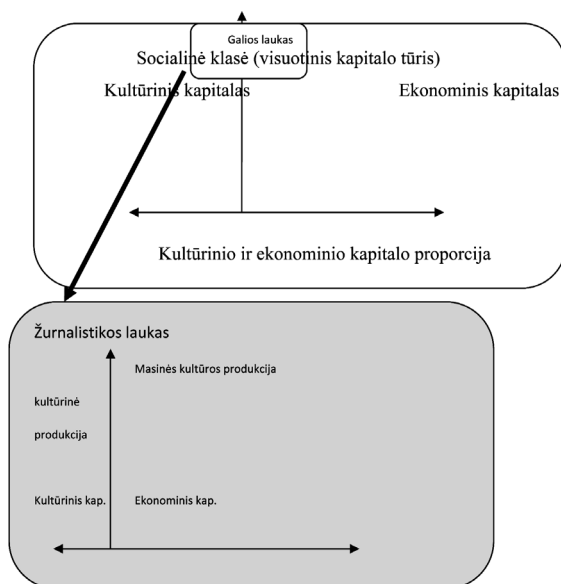 Galios laukas
Socialinė klasė (visuotinis kapitalo tūris)
Kultūrinis kapitalas
Ekonominis kapitalas
Kultūrinio ir ekonominio kapitalo proporcija
Žurnalistikos laukas
Masinės kultūros produkcija
kultūrinė
produkcija
Kultūrinis kap.
Ekonominis kap.